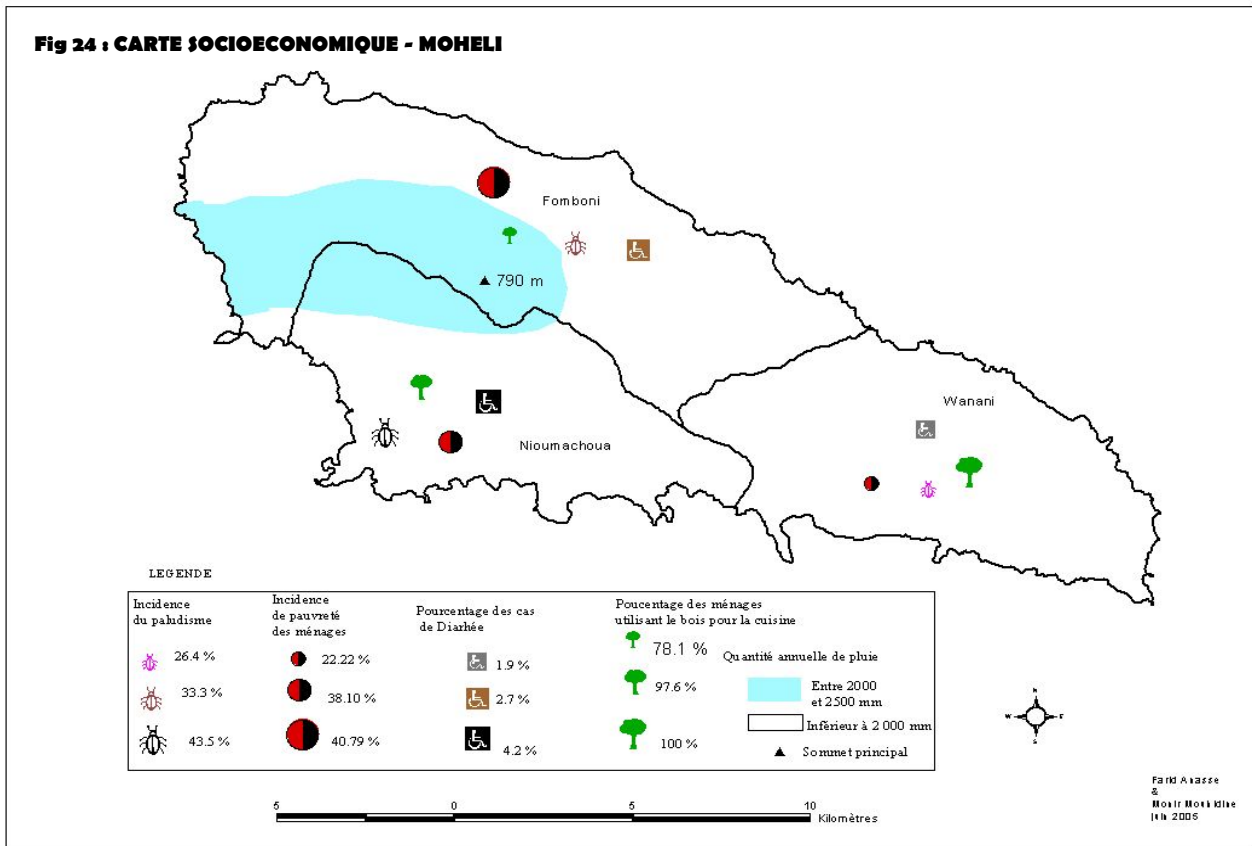 Fig 24 : CARTE SOCIOECONOMIQUE - MOHELI
Fomboni
790 m
Wanani
Nioumachoua
LEGENDE
Incidence
du paludisme
26.4 %
33.3 %
43.5 %
Incidence
de pauvreté
des ménages
22.22 %
38.10 %
40.79 %
Pourcentage des cas
de Diarhée
1.9 %
2.7 %
4.2 %
Poucentage des ménages
utilisant le bois pour la cuisine
78.1 %
97.6 %
100 %
Quantité annuelle de pluie
Entre 2000
et 2500 mm
Inférieur à 2 000 mm
Sommet principal
N
W E
S
5 0 5 10
Kilomètres
Farid Anasse
&
Monir Mouhidine
juin 2005